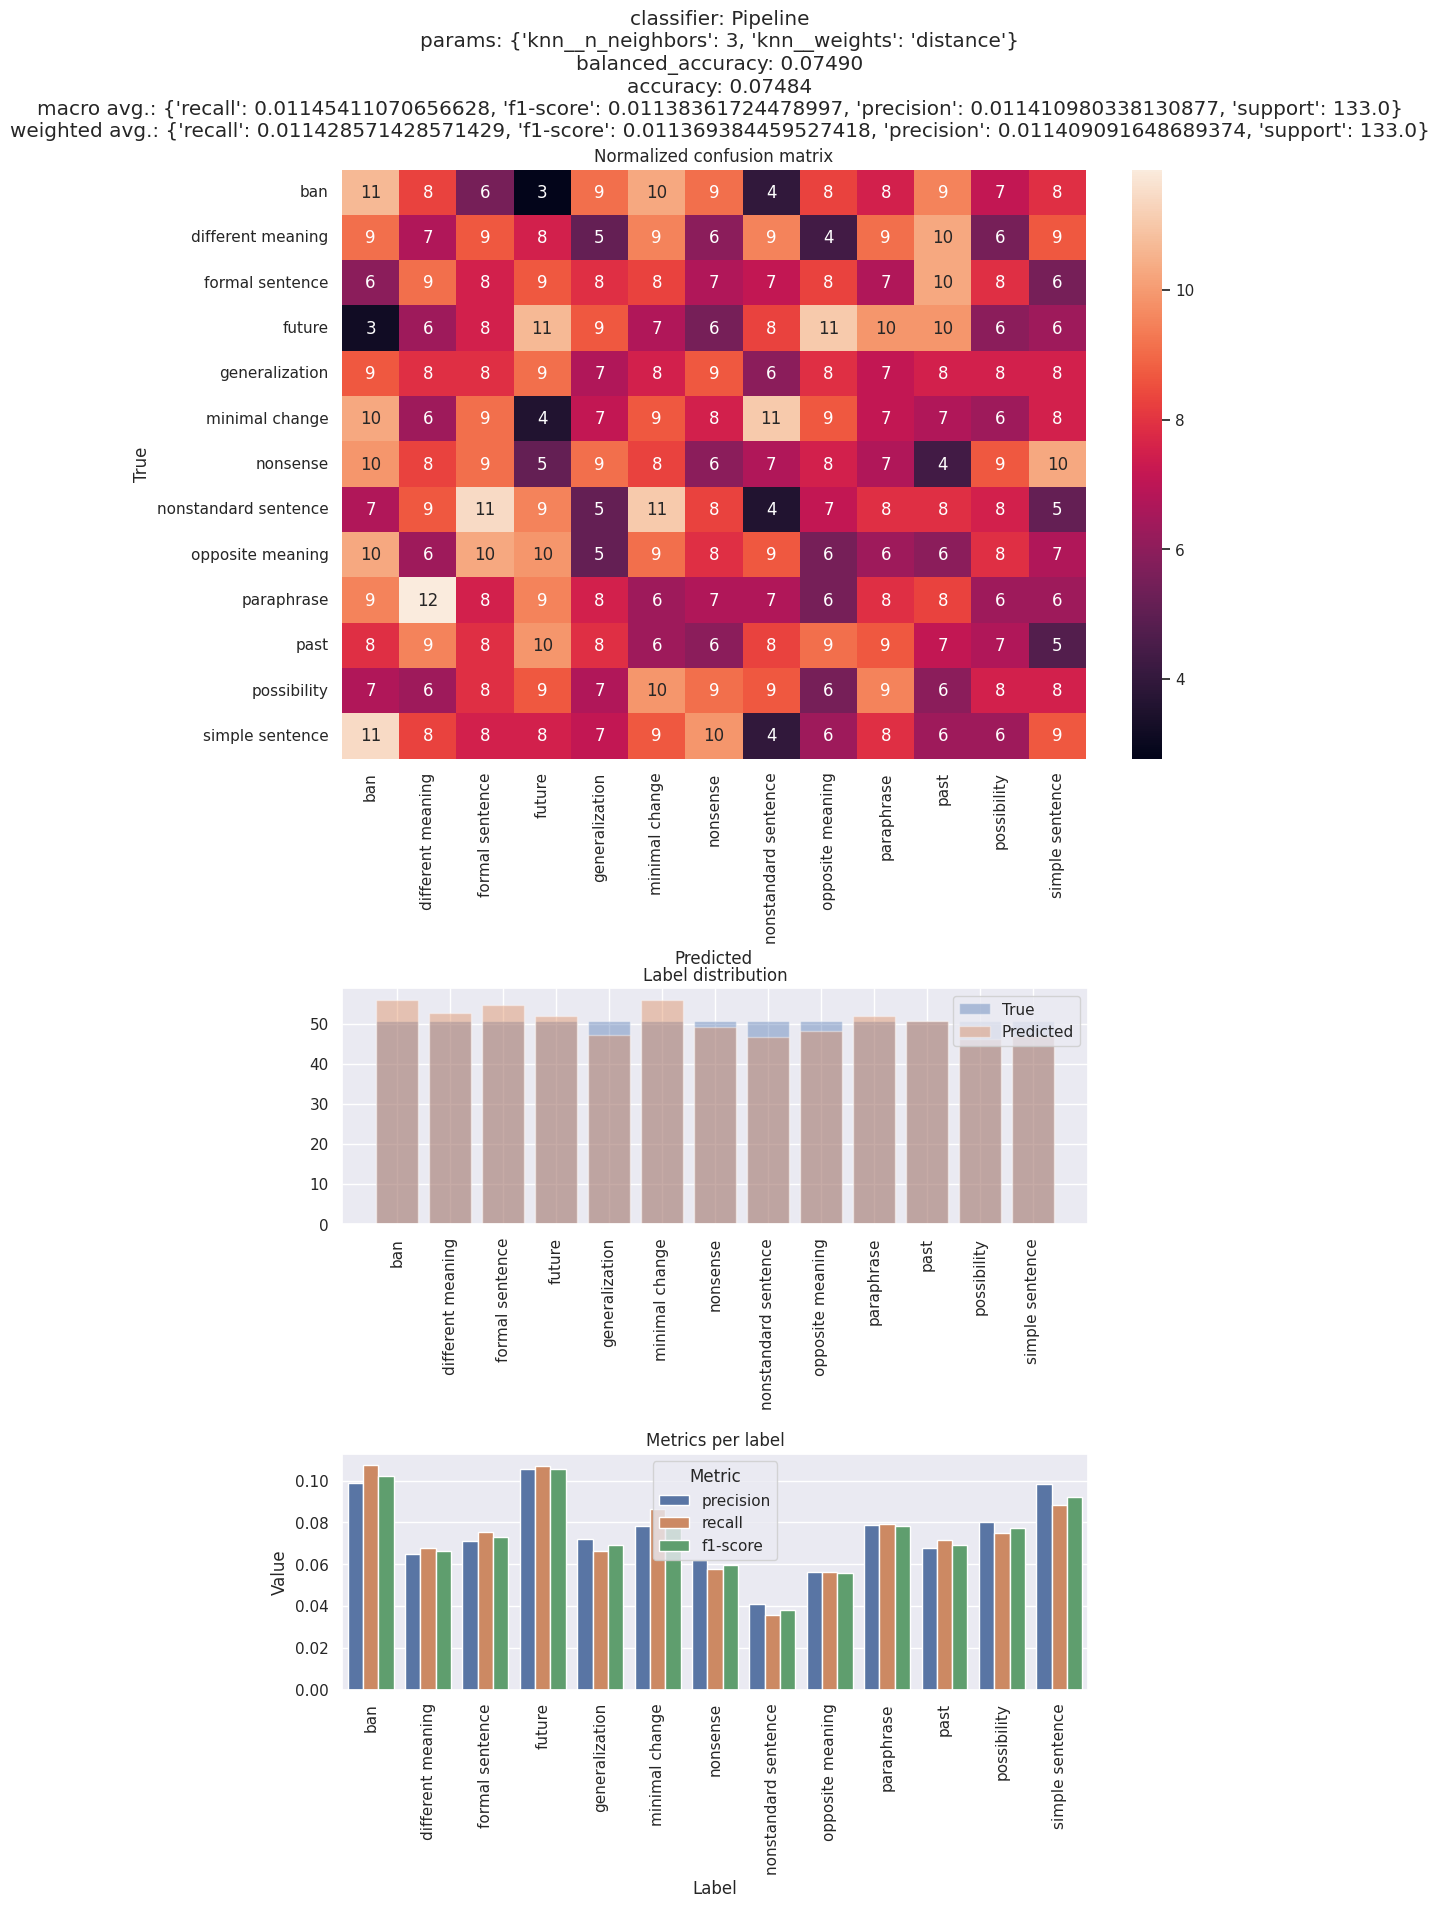 classifier: Pipeline
params: {'knn__n_neighbors': 3, 'knn__weights': 'distance'}
balanced_accuracy: 0.07490
accuracy: 0.07484
macro avg.: {'recall': 0.01145411070656628, 'f1-score': 0.01138361724478997, 'precision': 0.011410980338130877, 'support': 133.0}
weighted avg.: {'recall': 0.011428571428571429, 'f1-score': 0.011369384459527418, 'precision': 0.011409091648689374, 'support': 133.0}
Normalized confusion matrix
True
ban 11 8 6 3 9 10 9 4 8 8 9 7 8
different meaning 9 7 9 8 5 9 6 9 4 9 10 6 9
formal sentence 6 9 8 9 8 8 7 7 8 7 10 8 6
future 3 6 8 11 9 7 6 8 11 10 10 6 6
generalization 9 8 8 9 7 8 9 6 8 7 8 8 8
minimal change 10 6 9 4 7 9 8 11 9 7 7 6 8
nonsense 10 8 9 5 9 8 6 7 8 7 4 9 10
nonstandard sentence 7 9 11 9 5 11 8 4 7 8 8 8 5
opposite meaning 10 6 10 10 5 9 8 9 6 6 6 8 7
paraphrase 9 12 8 9 8 6 7 7 6 8 8 6 6
past 8 9 8 10 8 6 6 8 9 9 7 7 5
possibility 7 6 8 9 7 10 9 9 6 9 6 8 8
simple sentence 11 8 8 8 7 9 10 4 6 8 6 6 9
ban
different meaning
formal sentence
future
generalization
minimal change
nonsense
nonstandard sentence
opposite meaning
paraphrase
past
possibility
simple sentence
Predicted
10
8
6
4
Label distribution
50
40
30
20
10
0
True
Predicted
ban
different meaning
formal sentence
future
generalization
minimal change
nonsense
nonstandard sentence
opposite meaning
paraphrase
past
possibility
simple sentence
Metrics per label
Value
0.10
0.08
0.06
0.04
0.02
0.00
Metric
precision
recall
f1-score
ban
different meaning
formal sentence
future
generalization
minimal change
nonsense
nonstandard sentence
opposite meaning
paraphrase
past
possibility
simple sentence
Label